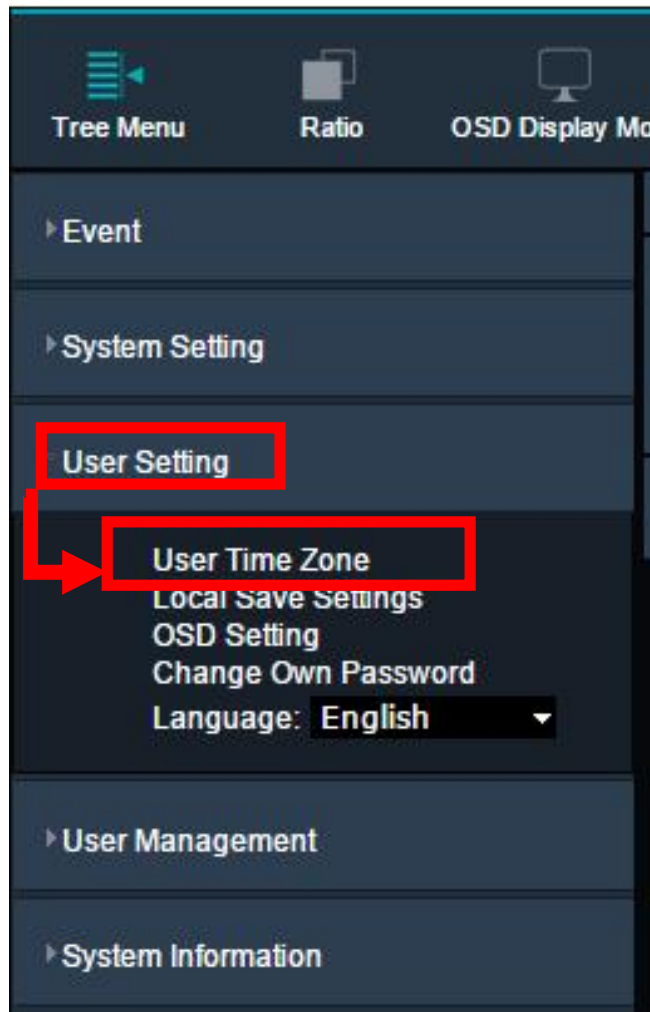 Tree Menu Ratio OSD Display Mo
Event
System Setting
User Setting
User Time Zone
Local Save Settings
OSD Setting
Change Own Password
Language: English
User Management
System Information